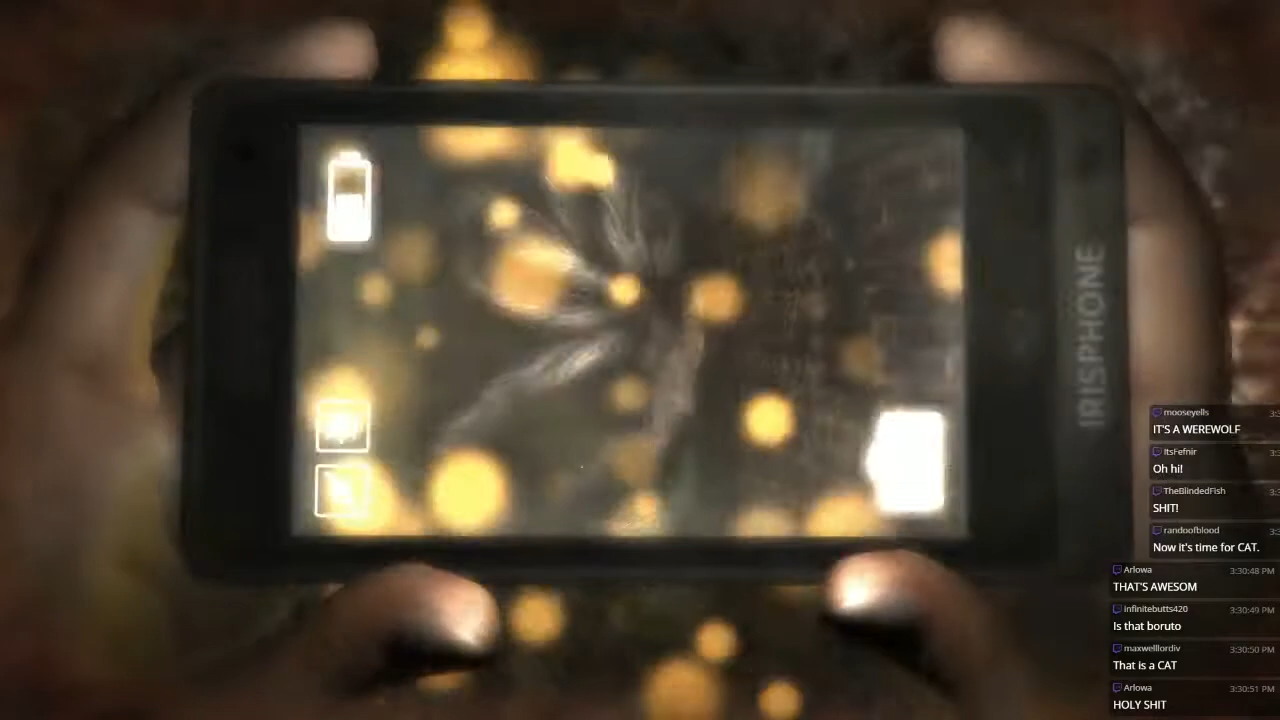 IRISPHONE
mooseyells
IT'S A WEREWOLF
ItsFefnir
Oh hi!
TheBlindedFish
SHIT!
randoofblood
Now it's time for CAT.
Arlowa 3:30:48 PM
THAT'S AWESOM
infinitebutts420 3:30:49 PM
Is that boruto
maxwelllordiv 3:30:50 PM
That is a CAT
Arlowa 3:30:51 PM
HOLY SHIT